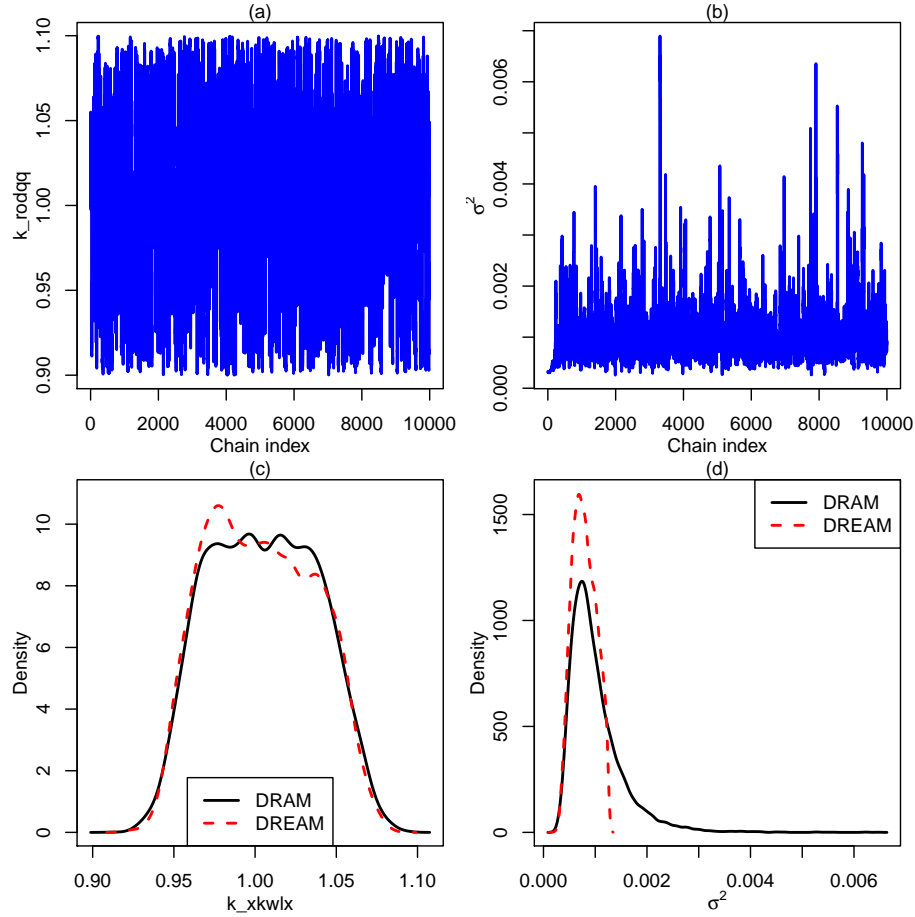 (a)
k_rodqq
1.10
1.05
1.00
0.95
0.90
0 2000 4000 6000 8000 10000
Chain index
(b)
σ²
0.006
0.004
0.002
0.000
0 2000 4000 6000 8000 10000
Chain index
(c)
Density
10
8
6
4
2
0
DRAM
DREAM
0.90 0.95 1.00 1.05 1.10
k_xkwlx
(d)
Density
1500
1000
500
0
DRAM
DREAM
0.000 0.002 0.004 0.006
σ²